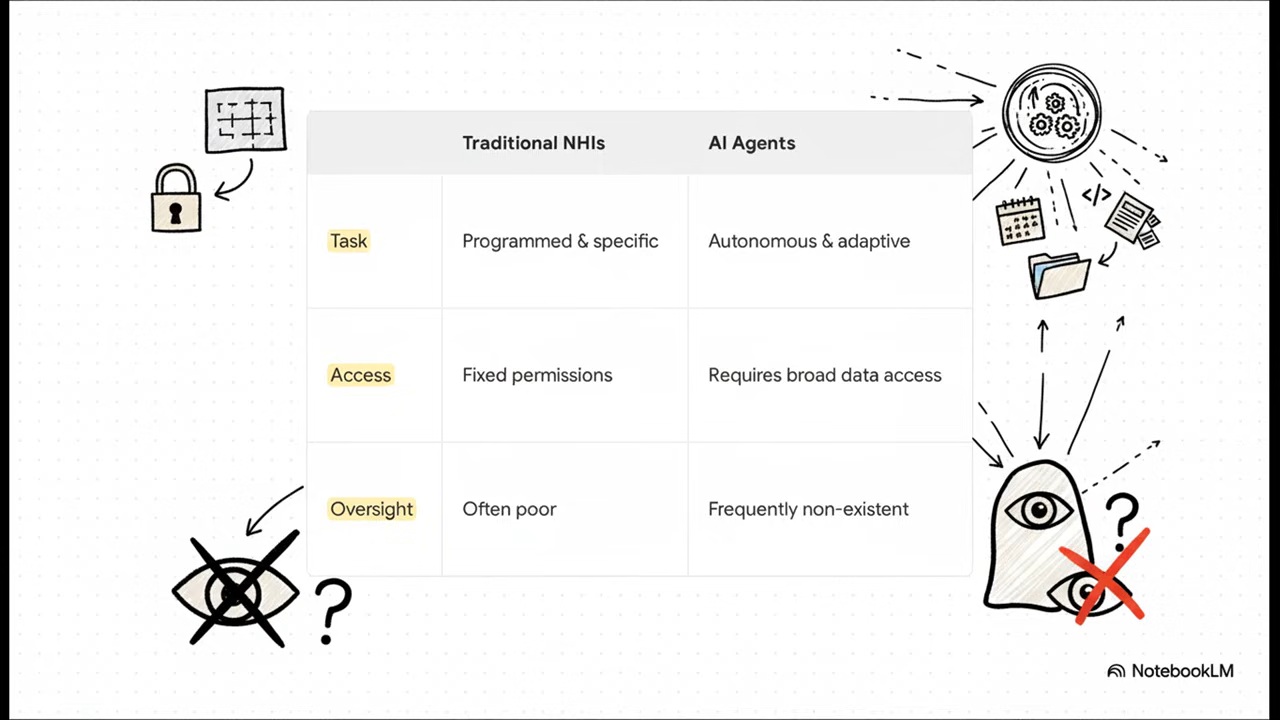 Traditional NHIs AI Agents
Task Programmed & specific Autonomous & adaptive
Access Fixed permissions Requires broad data access
Oversight Often poor Frequently non-existent
</>
?
?
NotebookLM